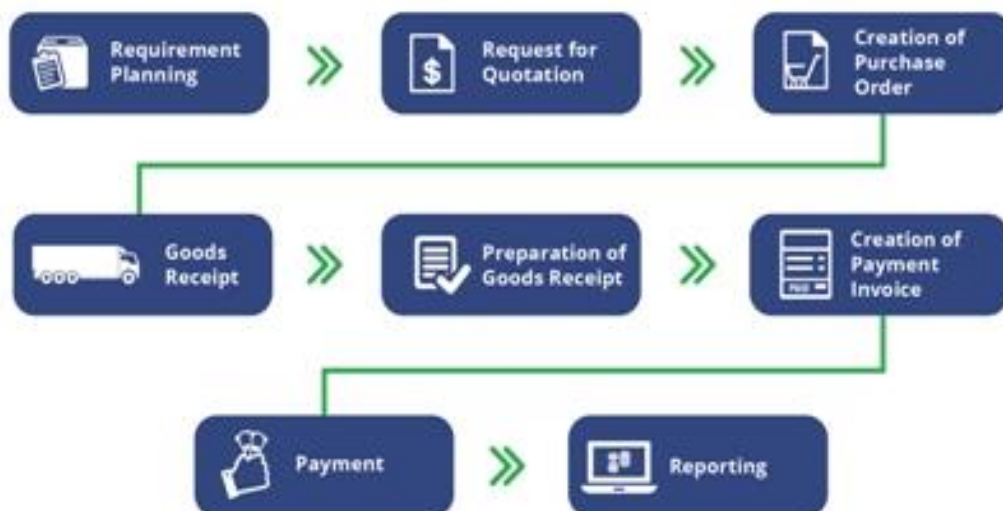 Requirement
Planning
Request for
Quotation
$
Creation of
Purchase
Order
Goods
Receipt
Preparation of
Goods Receipt
Creation of
Payment
Invoice
Payment
Reporting